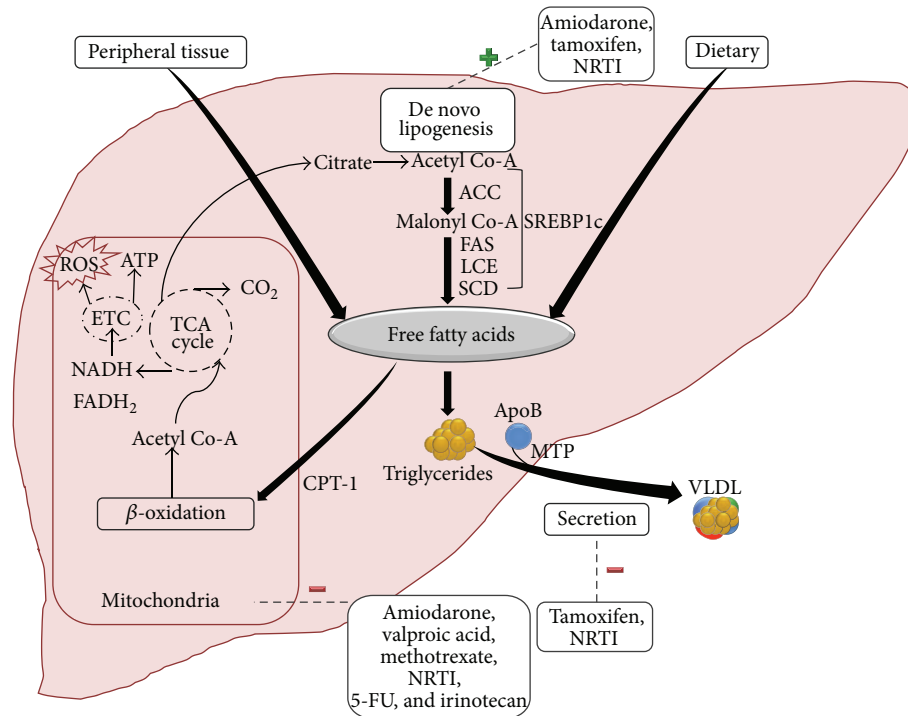 Peripheral tissue
Amiodarone,
tamoxifen,
NRTI
Dietary
De novo
lipogenesis
Citrate
Acetyl Co-A
ACC
Malonyl Co-A
SREBP1c
FAS
LCE
SCD
ROS
ATP
CO₂
ETC
TCA
cycle
Free fatty acids
NADH
FADH₂
Acetyl Co-A
ApoB
MTP
Triglycerides
CPT-1
VLDL
β-oxidation
Secretion
Mitochondria
Amiodarone,
valproic acid,
methotrexate,
NRTI,
5-FU, and irinotecan
Tamoxifen,
NRTI